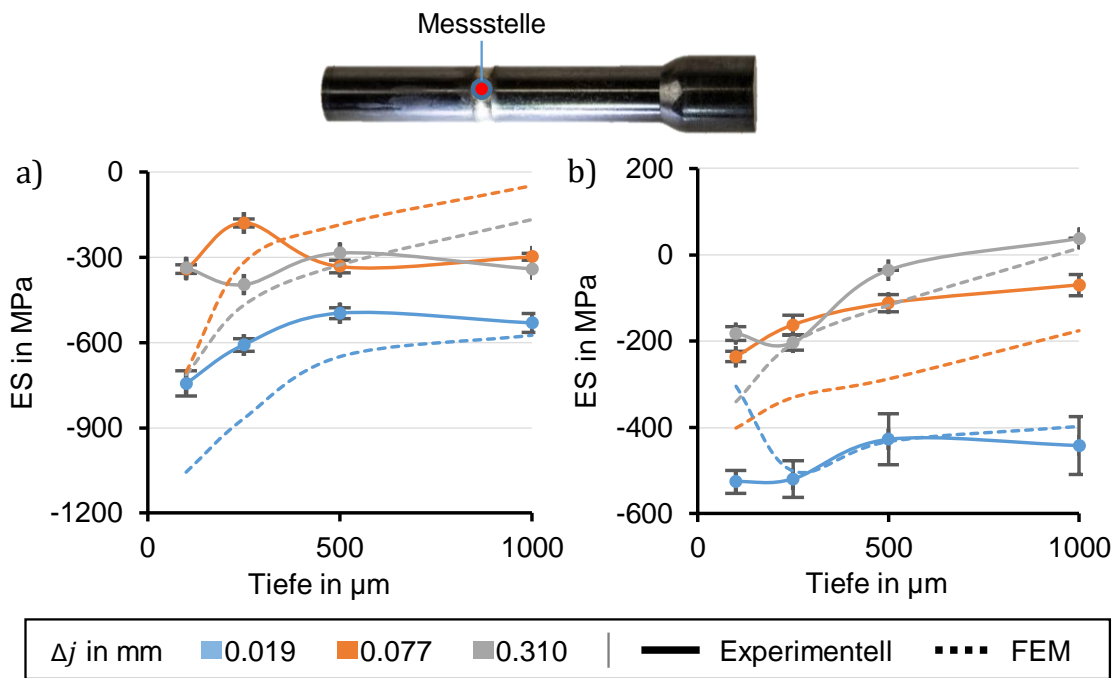 Messstelle
a)
b)
0
-300
-600
-900
-1200
ES in MPa
0 500 1000
Tiefe in µm
200
0
-200
-400
-600
ES in MPa
0 500 1000
Tiefe in µm
Δj in mm 0.019 0.077 0.310 Experimentell FEM